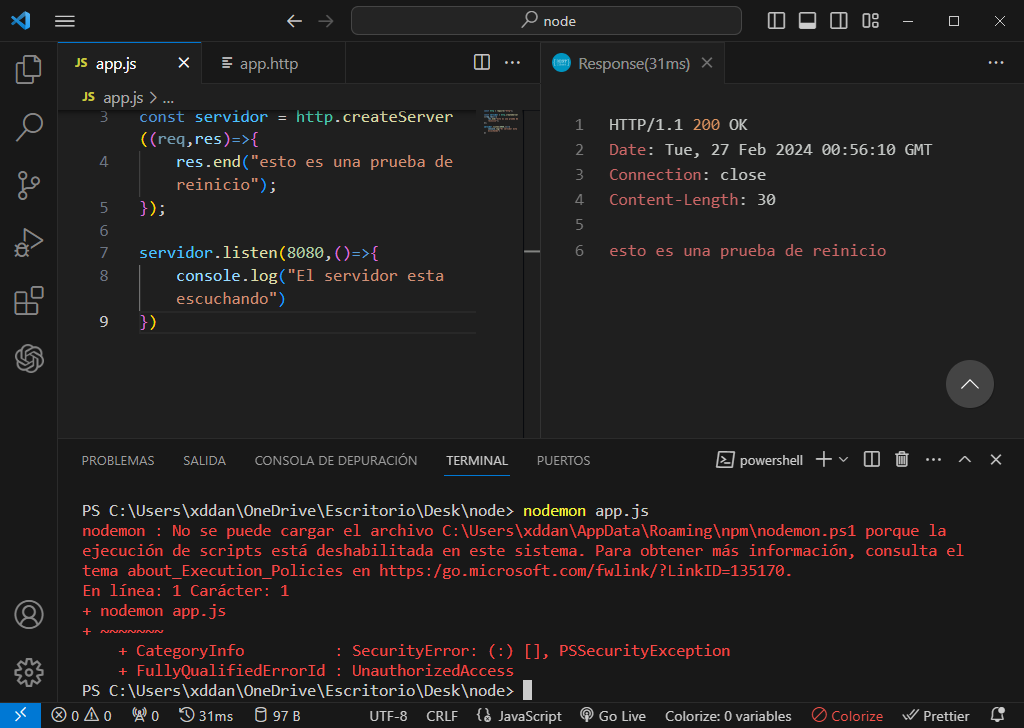 node
JS app.js
app.http
Response(31ms)
JS app.js > ...
3 const servidor = http.createServer
((req,res)=>{
4 res.end("esto es una prueba de
reinicio");
5 });
6
7 servidor.listen(8080,()=>{
8 console.log("El servidor esta
escuchando")
9 })
1 HTTP/1.1 200 OK
2 Date: Tue, 27 Feb 2024 00:56:10 GMT
3 Connection: close
4 Content-Length: 30
5
6 esto es una prueba de reinicio
PROBLEMAS SALIDA CONSOLA DE DEPURACIÓN TERMINAL PUERTOS
powershell
PS C:\Users\xddan\OneDrive\Escritorio\Desk\node> nodemon app.js
nodemon : No se puede cargar el archivo C:\Users\xddan\AppData\Roaming\npm\nodemon.ps1 porque la
ejecución de scripts está deshabilitada en este sistema. Para obtener más información, consulta el
tema about_Execution_Policies en https:/go.microsoft.com/fwlink/?LinkID=135170.
En línea: 1 Carácter: 1
+ nodemon app.js
+ ~~~~~~~
+ CategoryInfo : SecurityError: (:) [], PSSecurityException
+ FullyQualifiedErrorId : UnauthorizedAccess
PS C:\Users\xddan\OneDrive\Escritorio\Desk\node>
0 0 0 31ms 97 B UTF-8 CRLF {} JavaScript Go Live Colorize: 0 variables Colorize Prettier